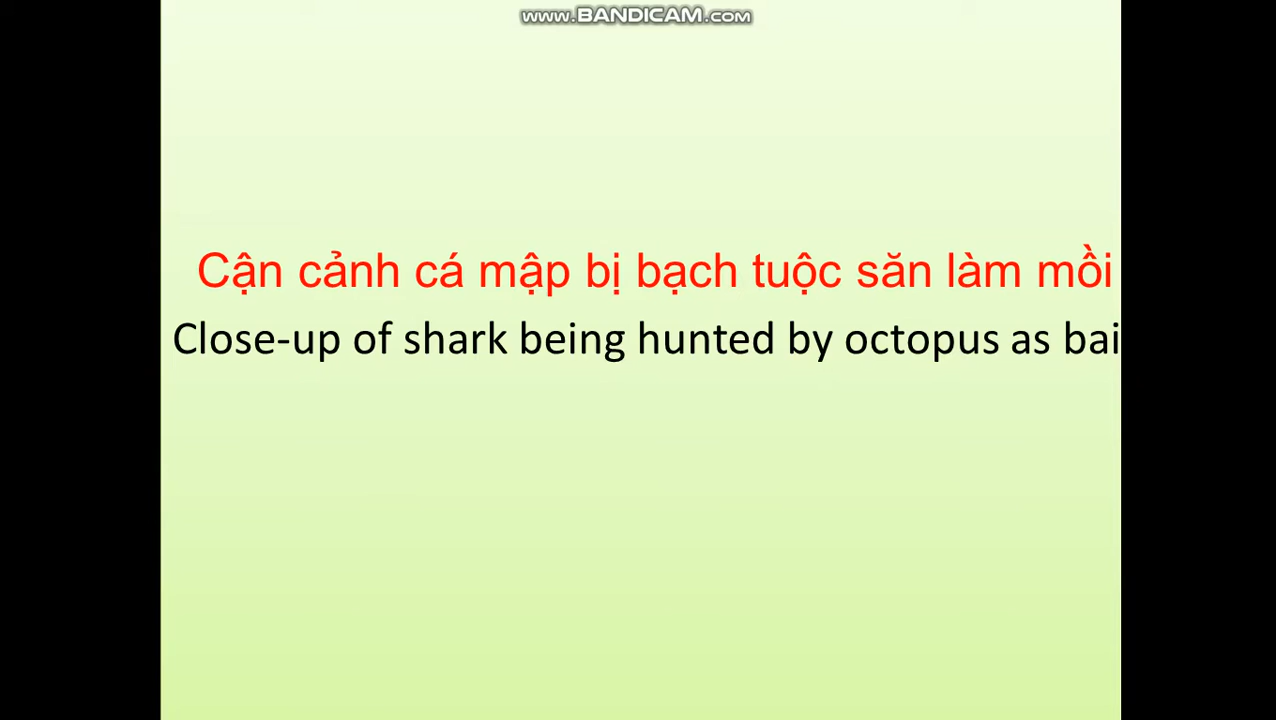 www.BANDICAM.com
Cận cảnh cá mập bị bạch tuộc săn làm mồi
Close-up of shark being hunted by octopus as bai